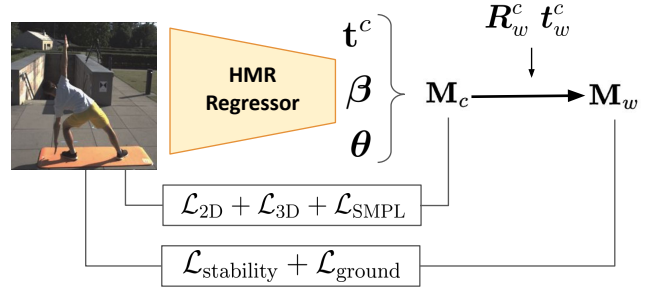 HMR
Regressor
t^c
β
θ
M_c
R_w^c t_w^c
M_w
ℒ_2D + ℒ_3D + ℒ_SMPL
ℒ_stability + ℒ_ground